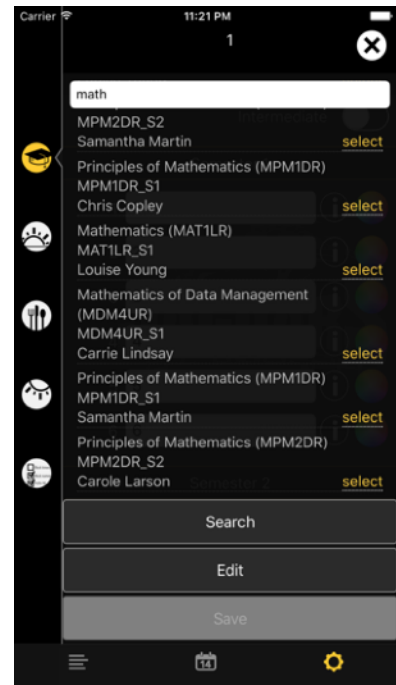 Carrier 11:21 PM
1
math
MPM2DR_S2
Samantha Martin select
Principles of Mathematics (MPM1DR)
MPM1DR_S1
Chris Copley select
Mathematics (MAT1LR)
MAT1LR_S1
Louise Young select
Mathematics of Data Management
(MDM4UR)
MDM4UR_S1
Carrie Lindsay select
Principles of Mathematics (MPM1DR)
MPM1DR_S1
Samantha Martin select
Principles of Mathematics (MPM2DR)
MPM2DR_S2
Carole Larson Semester 2 select
Search
Edit
Save
14